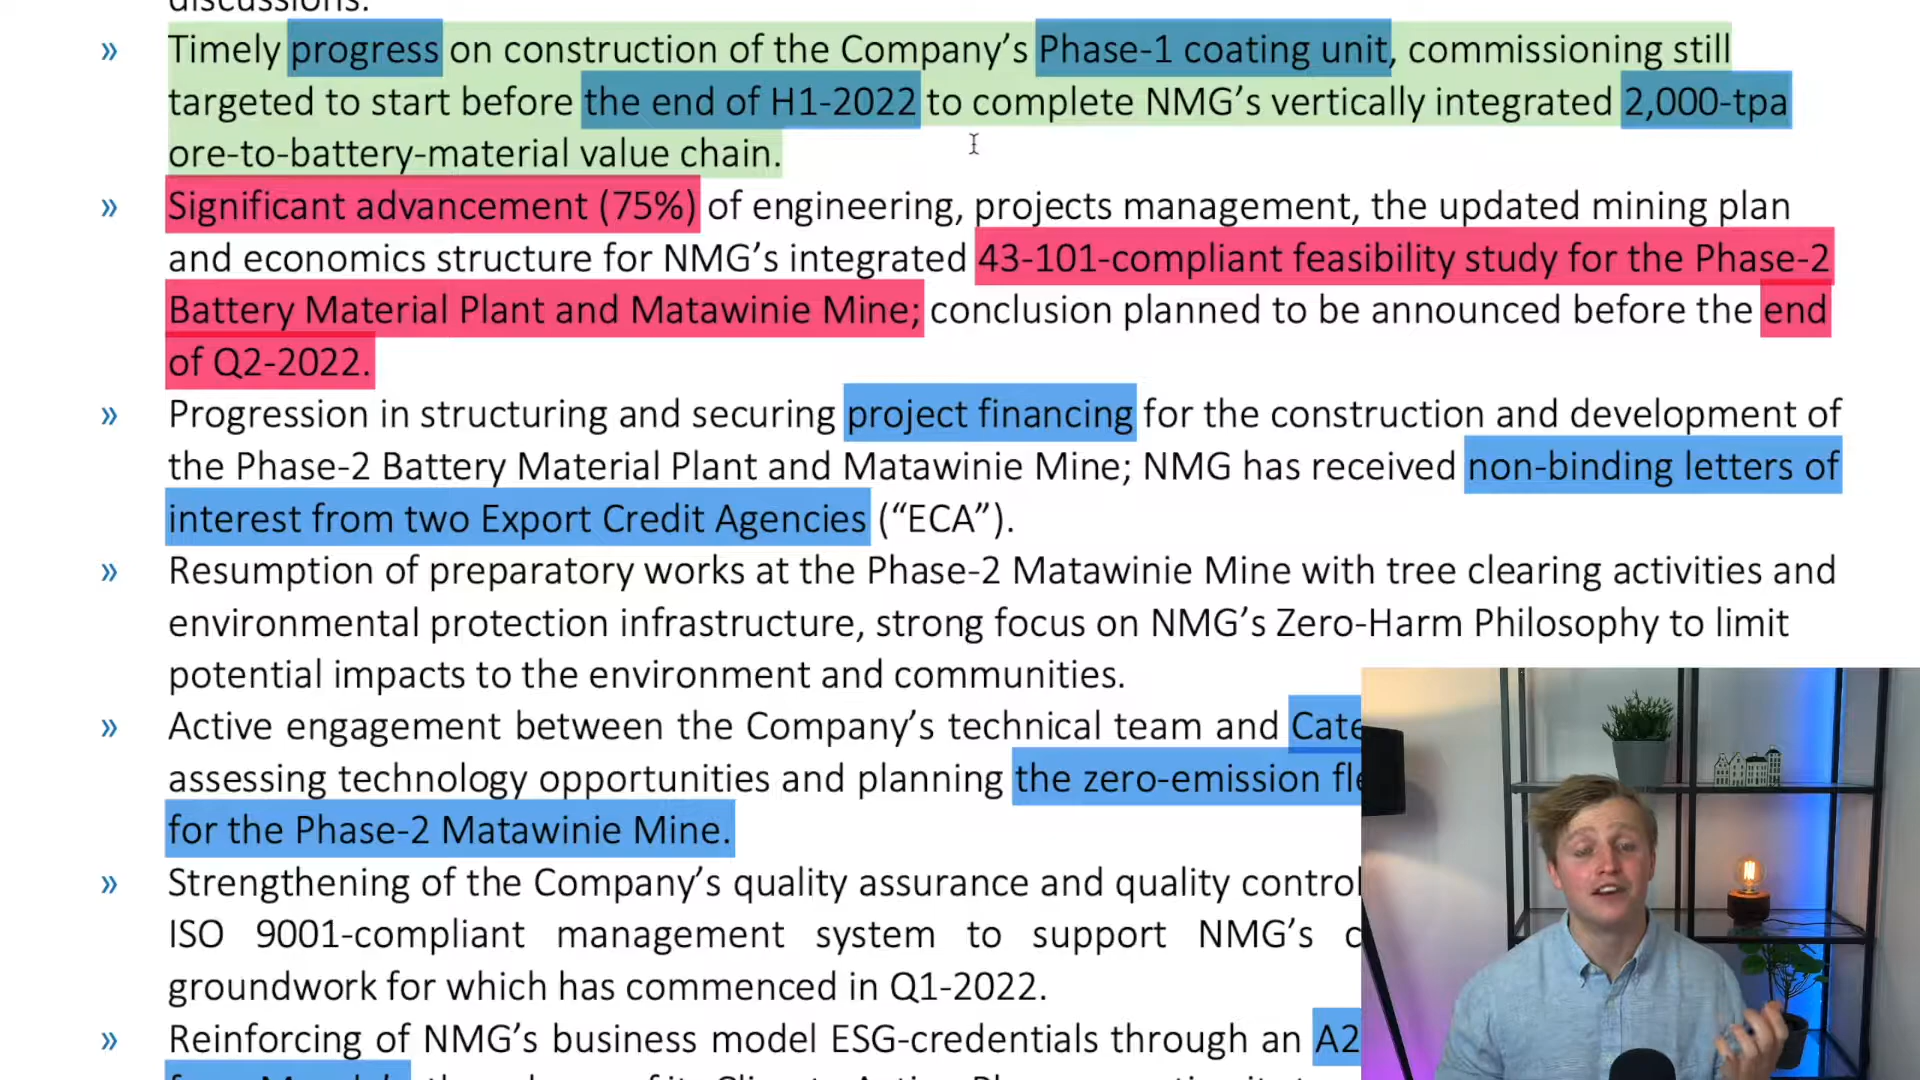 discussions.
» Timely progress on construction of the Company’s Phase-1 coating unit, commissioning still
targeted to start before the end of H1-2022 to complete NMG’s vertically integrated 2,000-tpa
ore-to-battery-material value chain.
» Significant advancement (75%) of engineering, projects management, the updated mining plan
and economics structure for NMG’s integrated 43-101-compliant feasibility study for the Phase-2
Battery Material Plant and Matawinie Mine; conclusion planned to be announced before the end
of Q2-2022.
» Progression in structuring and securing project financing for the construction and development of
the Phase-2 Battery Material Plant and Matawinie Mine; NMG has received non-binding letters of
interest from two Export Credit Agencies (“ECA”).
» Resumption of preparatory works at the Phase-2 Matawinie Mine with tree clearing activities and
environmental protection infrastructure, strong focus on NMG’s Zero-Harm Philosophy to limit
potential impacts to the environment and communities.
» Active engagement between the Company’s technical team and Cate
assessing technology opportunities and planning the zero-emission fle
for the Phase-2 Matawinie Mine.
» Strengthening of the Company’s quality assurance and quality control
ISO 9001-compliant management system to support NMG’s c
groundwork for which has commenced in Q1-2022.
» Reinforcing of NMG’s business model ESG-credentials through an A2